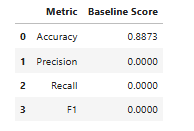 Metric Baseline Score
0 Accuracy 0.8873
1 Precision 0.0000
2 Recall 0.0000
3 F1 0.0000